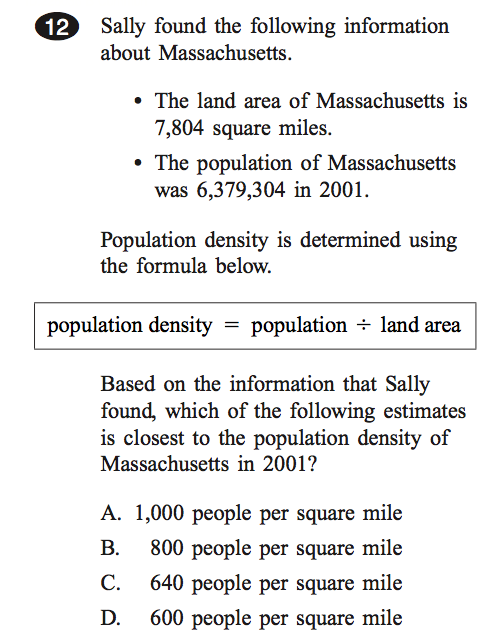 12 Sally found the following information
about Massachusetts.
• The land area of Massachusetts is
7,804 square miles.
• The population of Massachusetts
was 6,379,304 in 2001.
Population density is determined using
the formula below.
population density = population ÷ land area
Based on the information that Sally
found, which of the following estimates
is closest to the population density of
Massachusetts in 2001?
A. 1,000 people per square mile
B. 800 people per square mile
C. 640 people per square mile
D. 600 people per square mile